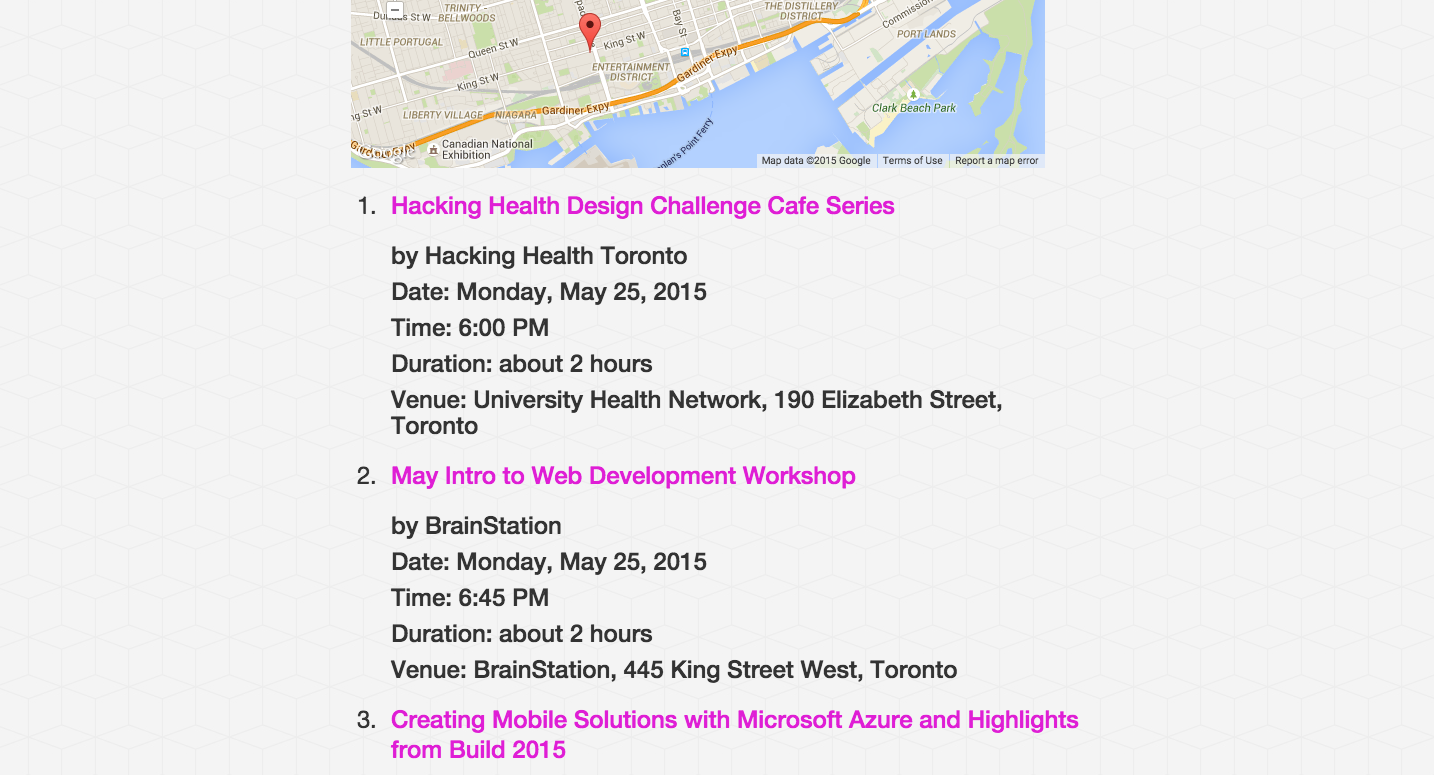 TRINITY -
BELLWOODS
Dundas St W
LITTLE PORTUGAL
Queen St W
King St W
Bay St
THE DISTILLERY
DISTRICT
Commissioners
PORT LANDS
King St W
ENTERTAINMENT
DISTRICT
Gardiner Expy
Gardiner Expy
LIBERTY VILLAGE
NIAGARA
Clark Beach Park
Canadian National
Exhibition
Map data ©2015 Google
Terms of Use
Report a map error
1. Hacking Health Design Challenge Cafe Series
by Hacking Health Toronto
Date: Monday, May 25, 2015
Time: 6:00 PM
Duration: about 2 hours
Venue: University Health Network, 190 Elizabeth Street,
Toronto
2. May Intro to Web Development Workshop
by BrainStation
Date: Monday, May 25, 2015
Time: 6:45 PM
Duration: about 2 hours
Venue: BrainStation, 445 King Street West, Toronto
3. Creating Mobile Solutions with Microsoft Azure and Highlights
from Build 2015